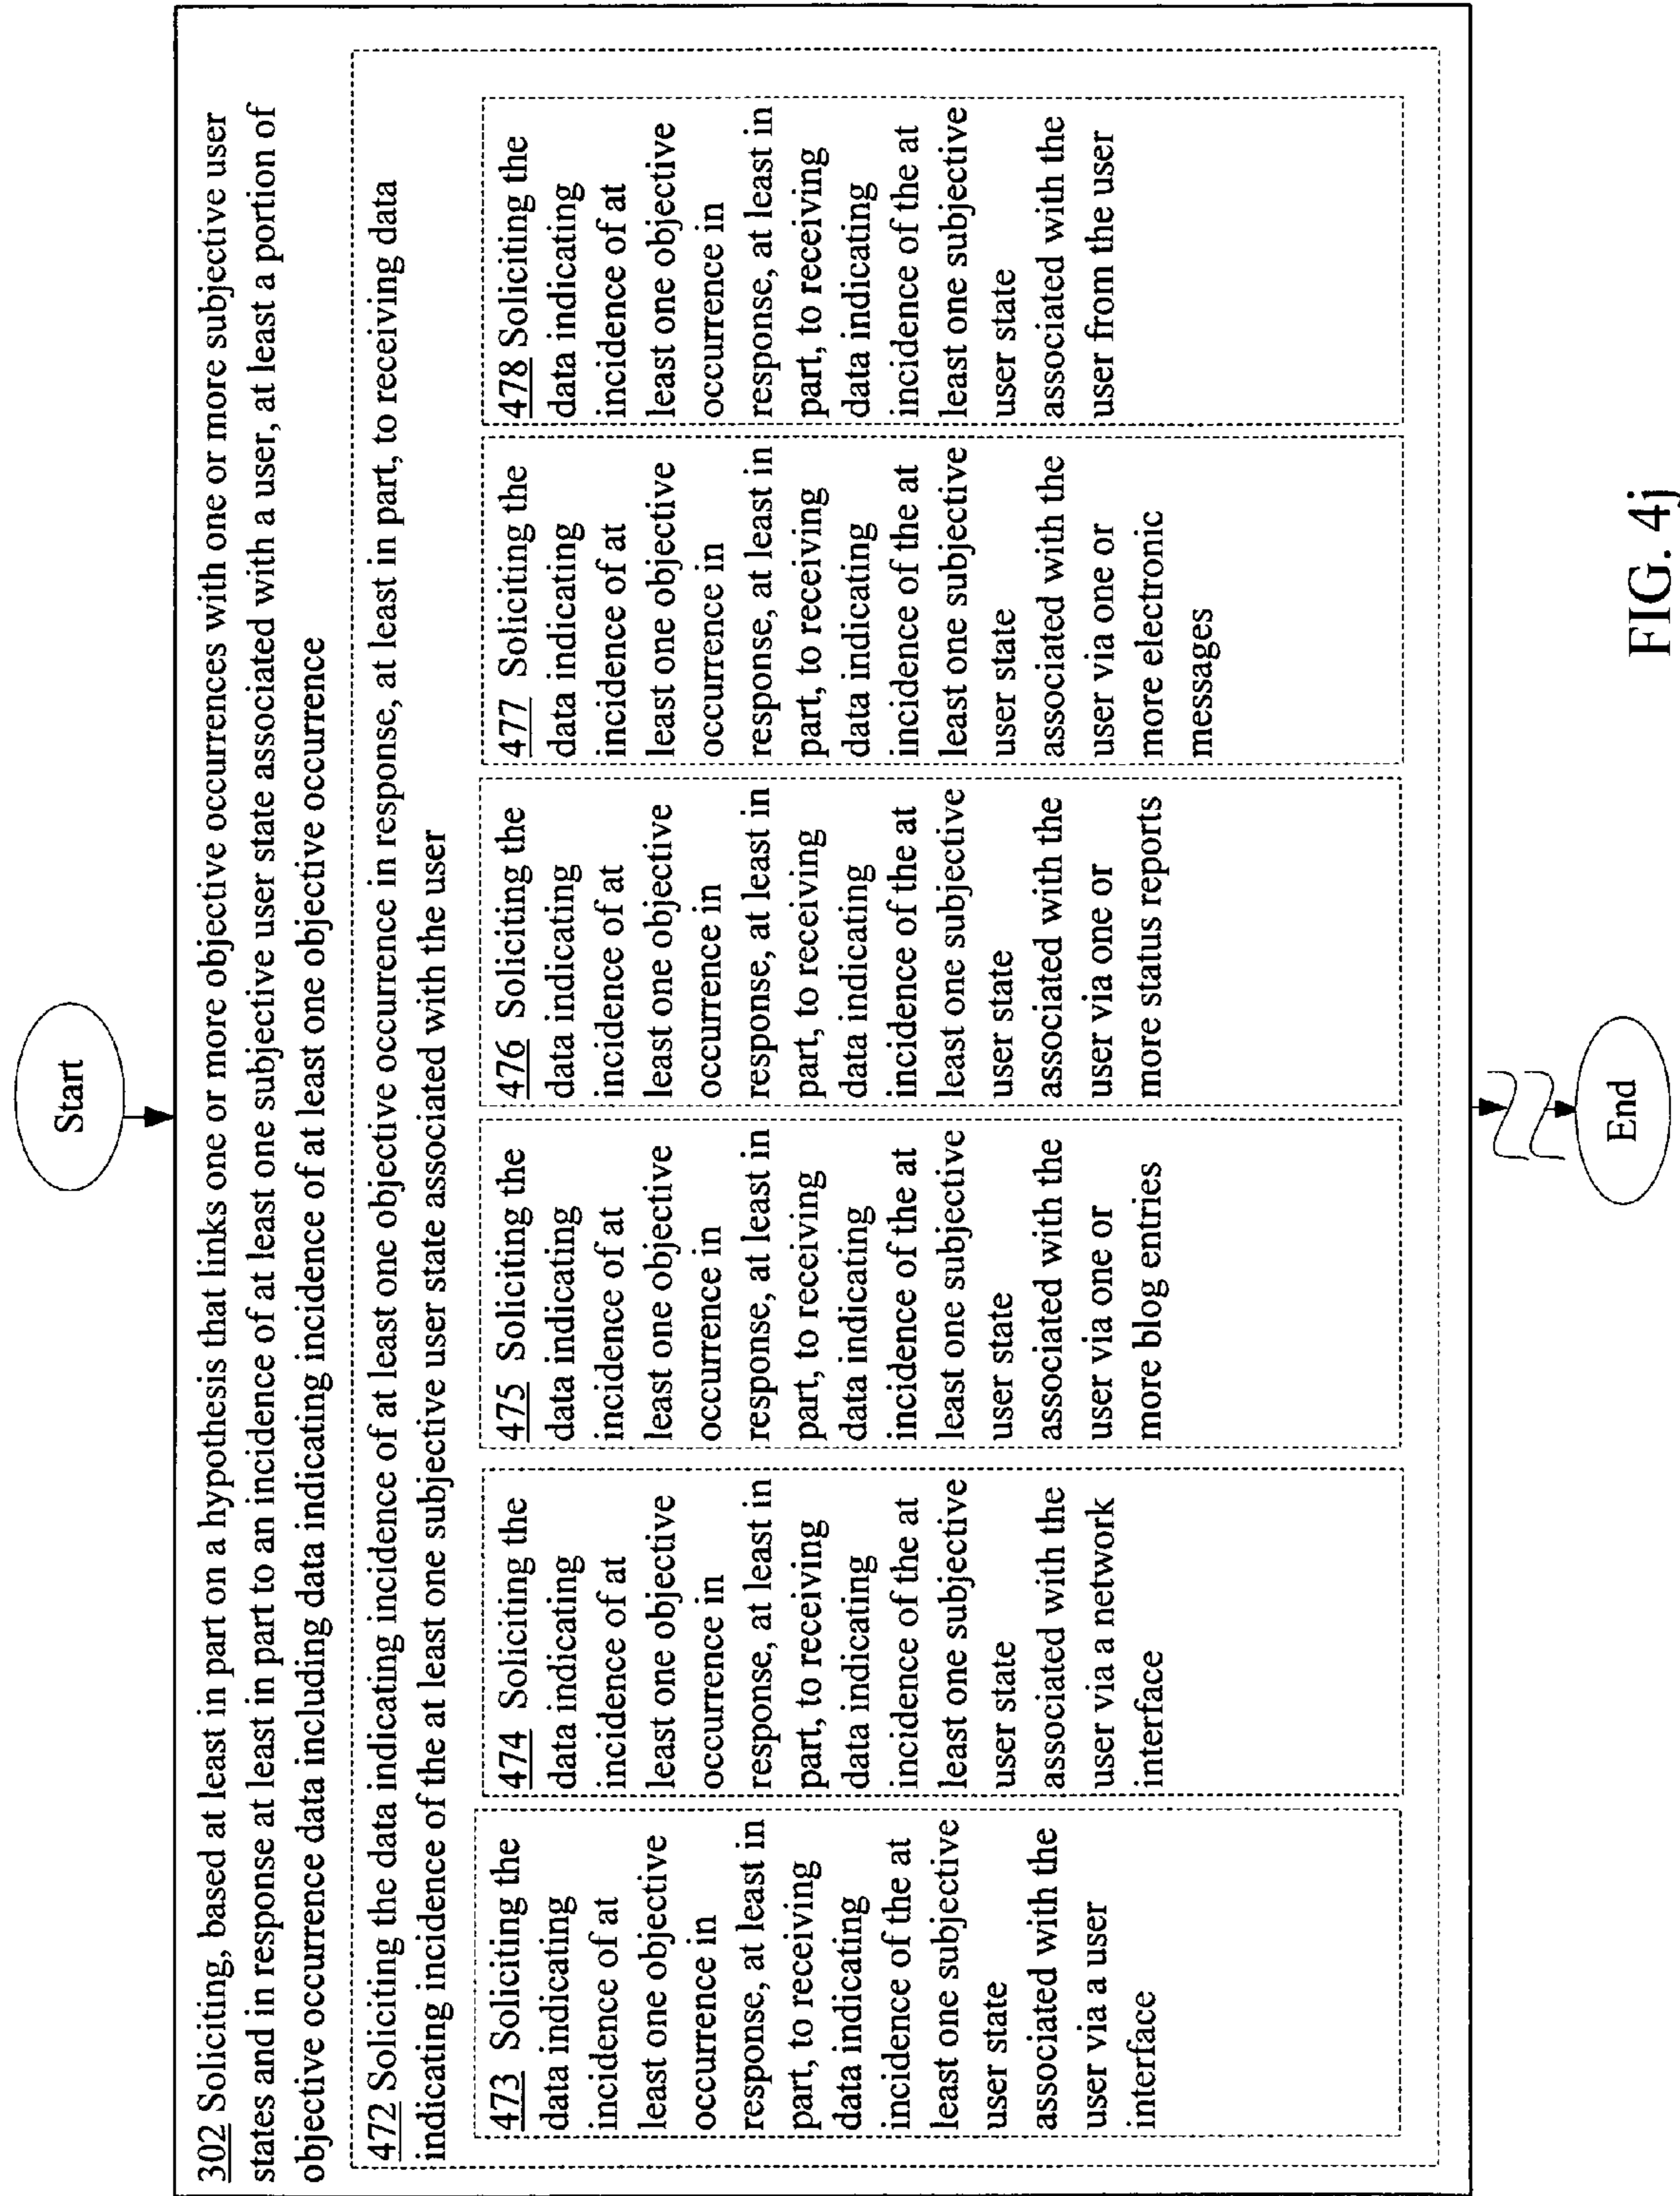 Start
302 Soliciting, based at least in part on a hypothesis that links one or more objective occurrences with one or more subjective user
states and in response at least in part to an incidence of at least one subjective user state associated with a user, at least a portion of
objective occurrence data including data indicating incidence of at least one objective occurrence
472 Soliciting the data indicating incidence of at least one objective occurrence in response, at least in part, to receiving data
indicating incidence of the at least one subjective user state associated with the user
473 Soliciting the
data indicating
incidence of at
least one objective
occurrence in
response, at least in
part, to receiving
data indicating
incidence of the at
least one subjective
user state
associated with the
user via a user
interface
474 Soliciting the
data indicating
incidence of at
least one objective
occurrence in
response, at least in
part, to receiving
data indicating
incidence of the at
least one subjective
user state
associated with the
user via a network
interface
475 Soliciting the
data indicating
incidence of at
least one objective
occurrence in
response, at least in
part, to receiving
data indicating
incidence of the at
least one subjective
user state
associated with the
user via one or
more blog entries
476 Soliciting the
data indicating
incidence of at
least one objective
occurrence in
response, at least in
part, to receiving
data indicating
incidence of the at
least one subjective
user state
associated with the
user via one or
more status reports
477 Soliciting the
data indicating
incidence of at
least one objective
occurrence in
response, at least in
part, to receiving
data indicating
incidence of the at
least one subjective
user state
associated with the
user via one or
more electronic
messages
478 Soliciting the
data indicating
incidence of at
least one objective
occurrence in
response, at least in
part, to receiving
data indicating
incidence of the at
least one subjective
user state
associated with the
user from the user
End
FIG. 4j